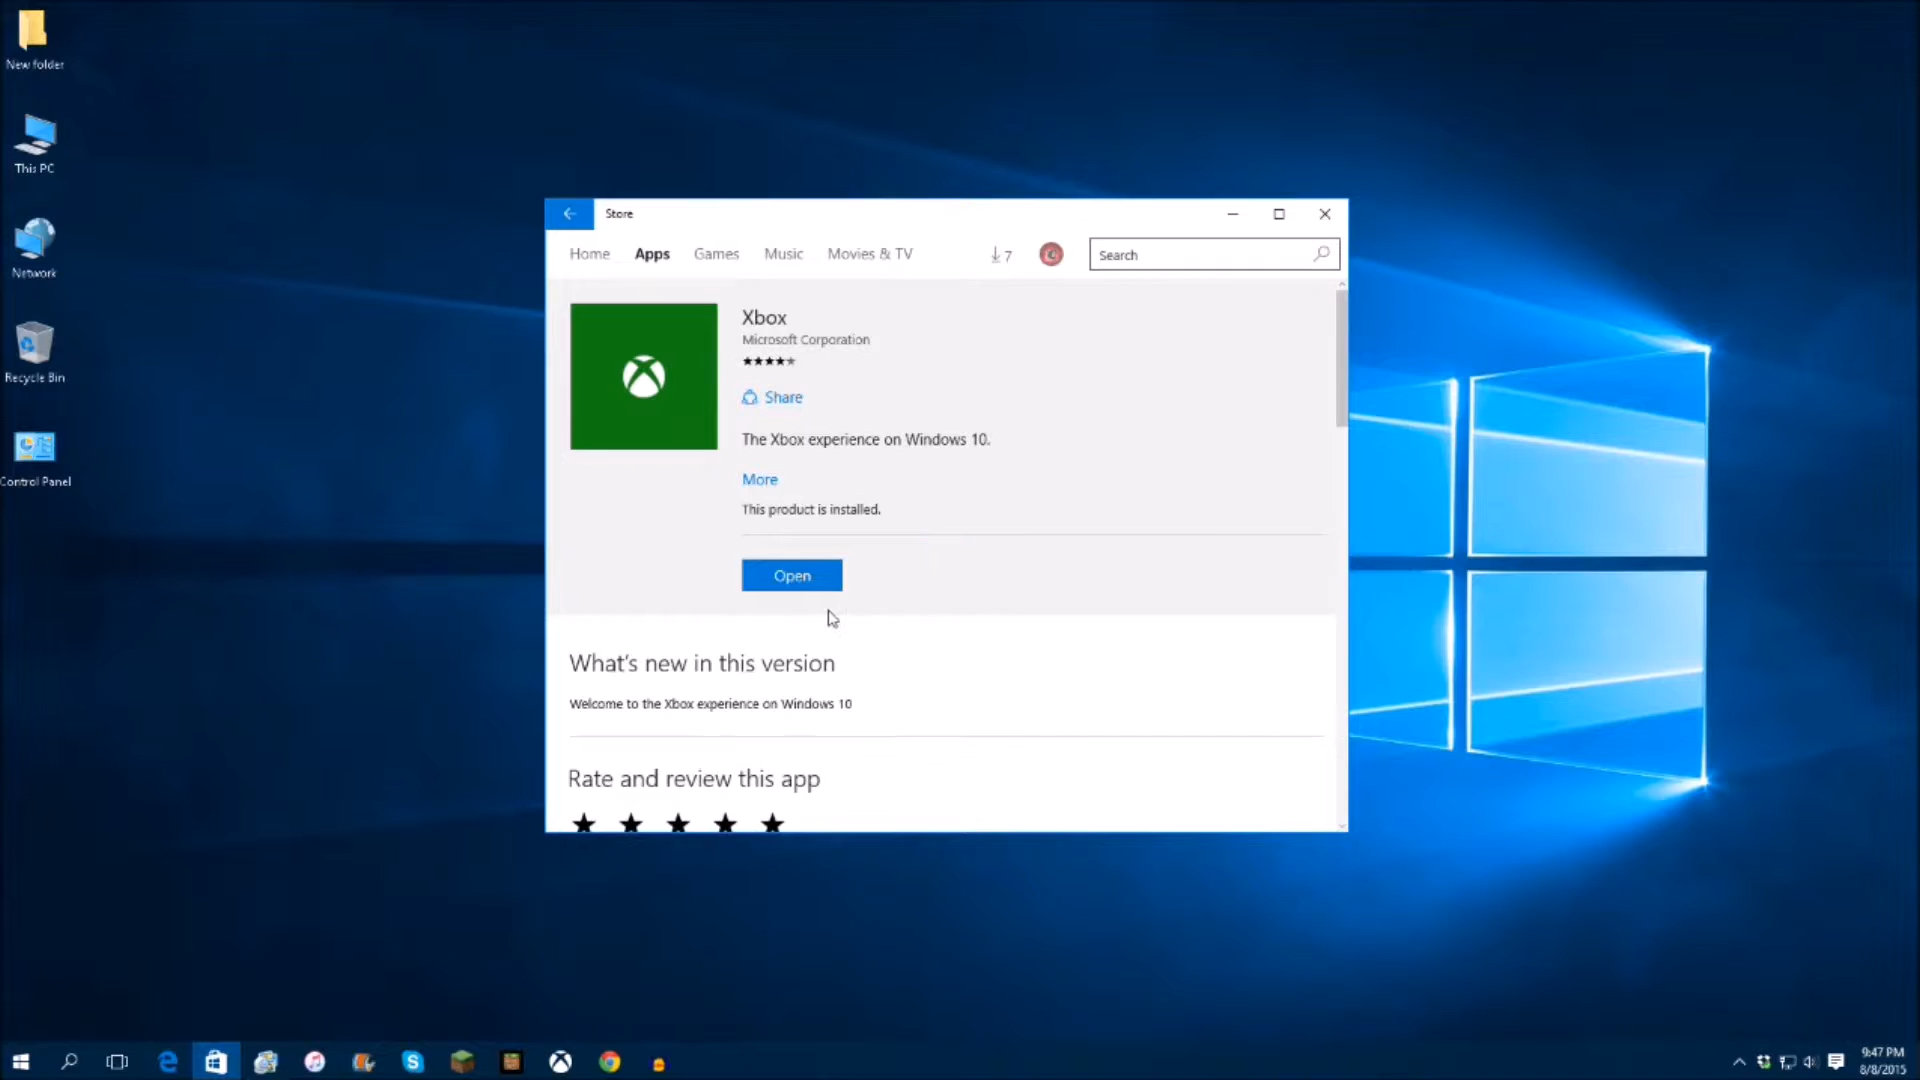 New folder
This PC
Network
Recycle Bin
Control Panel
Store
Home Apps Games Music Movies & TV 7 Search
Xbox
Microsoft Corporation
Share
The Xbox experience on Windows 10.
More
This product is installed.
Open
What's new in this version
Welcome to the Xbox experience on Windows 10
Rate and review this app
9:47 PM
8/8/2015